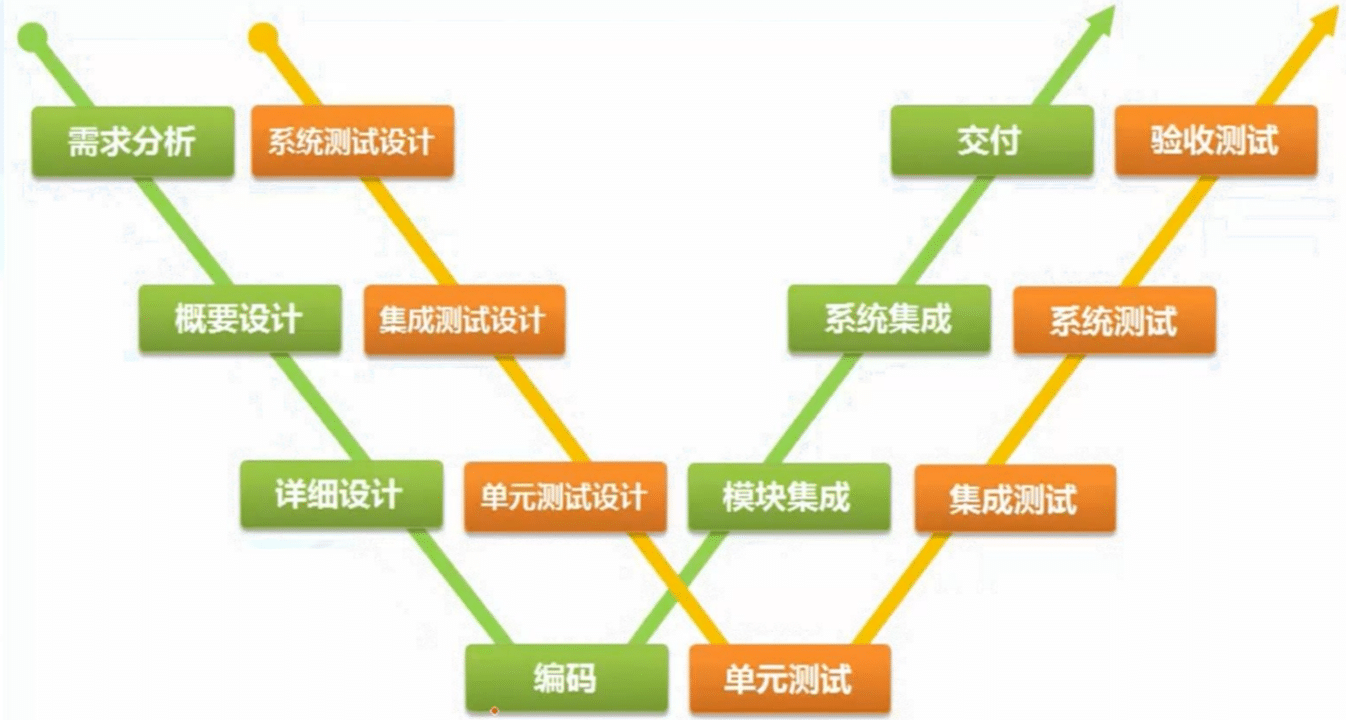 需求分析
系统测试设计
交付
验收测试
概要设计
集成测试设计
系统集成
系统测试
详细设计
单元测试设计
模块集成
集成测试
编码
单元测试